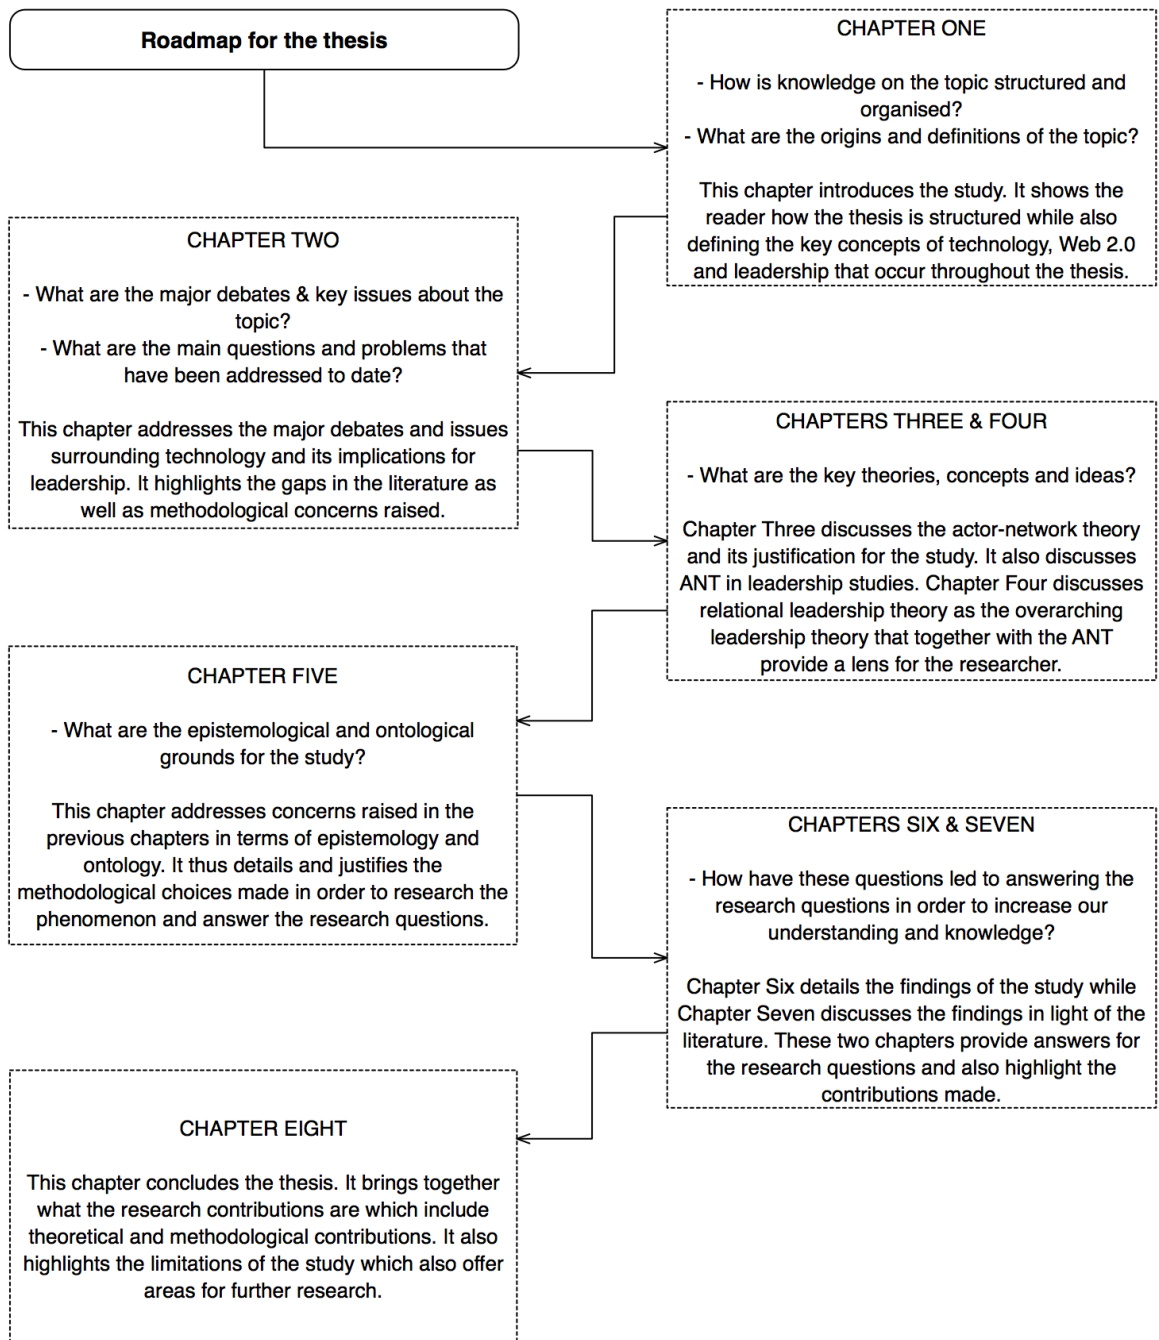 Roadmap for the thesis
CHAPTER ONE
- How is knowledge on the topic structured and
organised?
- What are the origins and definitions of the topic?
This chapter introduces the study. It shows the
reader how the thesis is structured while also
defining the key concepts of technology, Web 2.0
and leadership that occur throughout the thesis.
CHAPTER TWO
- What are the major debates & key issues about the
topic?
- What are the main questions and problems that
have been addressed to date?
This chapter addresses the major debates and issues
surrounding technology and its implications for
leadership. It highlights the gaps in the literature as
well as methodological concerns raised.
CHAPTERS THREE & FOUR
- What are the key theories, concepts and ideas?
Chapter Three discusses the actor-network theory
and its justification for the study. It also discusses
ANT in leadership studies. Chapter Four discusses
relational leadership theory as the overarching
leadership theory that together with the ANT
provide a lens for the researcher.
CHAPTER FIVE
- What are the epistemological and ontological
grounds for the study?
This chapter addresses concerns raised in the
previous chapters in terms of epistemology and
ontology. It thus details and justifies the
methodological choices made in order to research the
phenomenon and answer the research questions.
CHAPTERS SIX & SEVEN
- How have these questions led to answering the
research questions in order to increase our
understanding and knowledge?
Chapter Six details the findings of the study while
Chapter Seven discusses the findings in light of the
literature. These two chapters provide answers for
the research questions and also highlight the
contributions made.
CHAPTER EIGHT
This chapter concludes the thesis. It brings together
what the research contributions are which include
theoretical and methodological contributions. It also
highlights the limitations of the study which also offer
areas for further research.